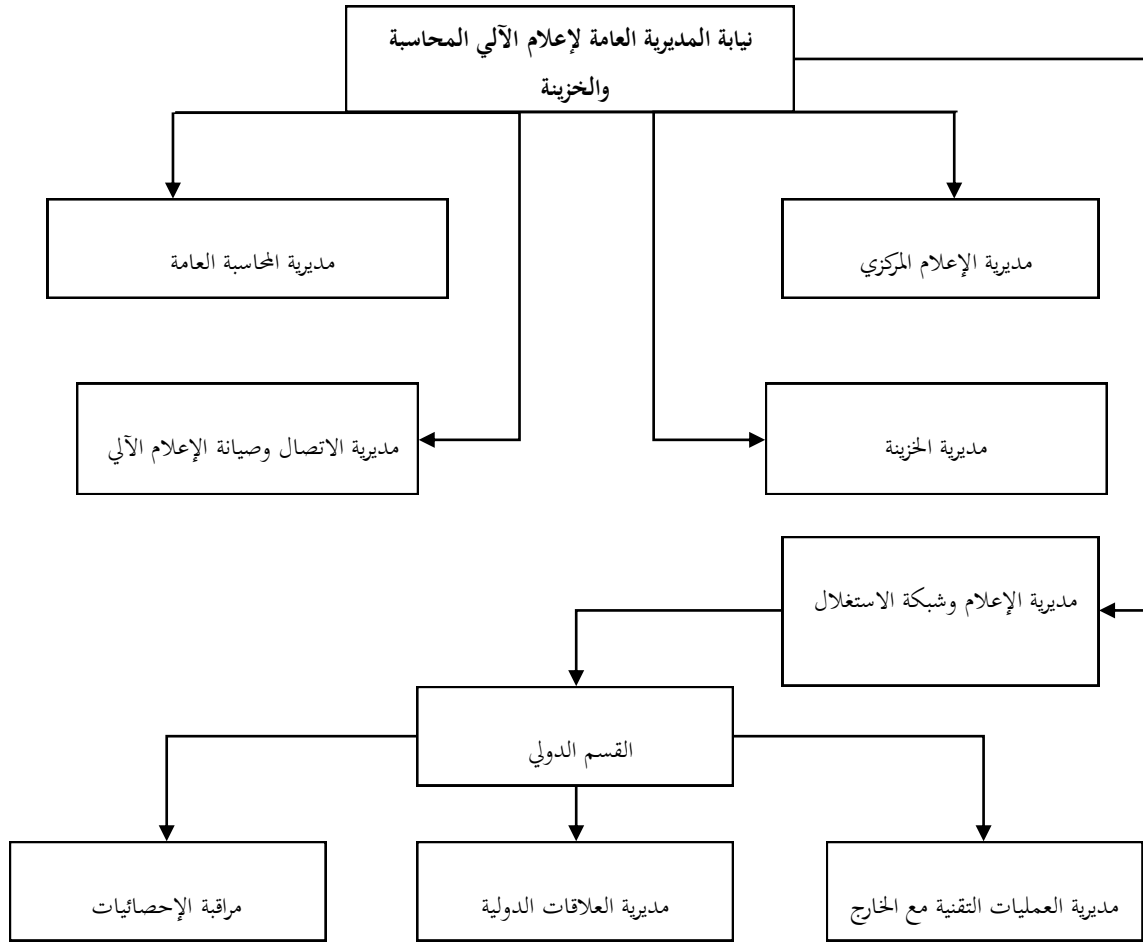 نيابة المديرية العامة لإعلام الآلي المحاسبة
والخزينة
مديرية الإعلام المركزي
مديرية المحاسبة العامة
مديرية الخزينة
مديرية الاتصال وصيانة الإعلام الآلي
مديرية الإعلام وشبكة الاستغلال
القسم الدولي
مديرية العمليات التقنية مع الخارج
مديرية العلاقات الدولية
مراقبة الإحصائيات